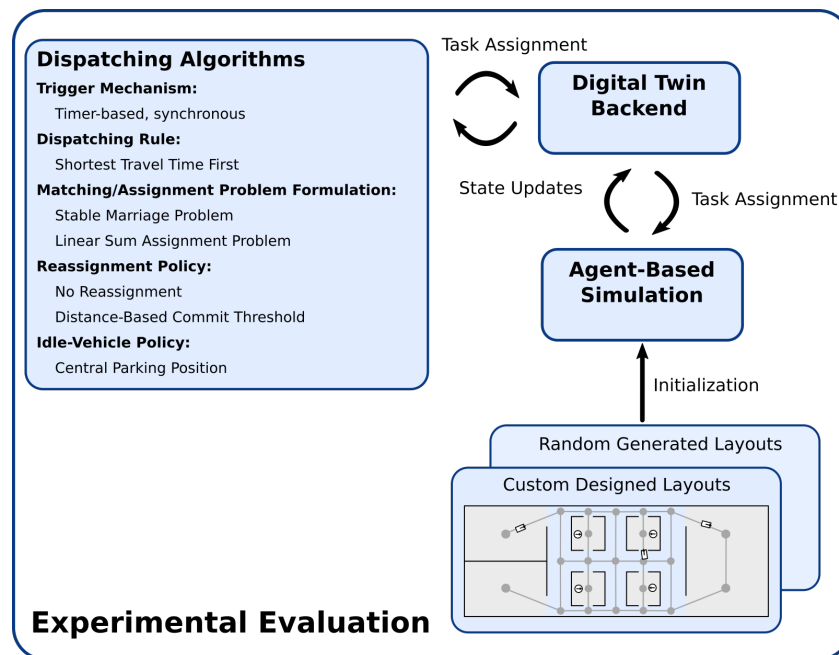 Dispatching Algorithms
Trigger Mechanism:
Timer-based, synchronous
Dispatching Rule:
Shortest Travel Time First
Matching/Assignment Problem Formulation:
Stable Marriage Problem
Linear Sum Assignment Problem
Reassignment Policy:
No Reassignment
Distance-Based Commit Threshold
Idle-Vehicle Policy:
Central Parking Position
Task Assignment
Digital Twin
Backend
State Updates
Task Assignment
Agent-Based
Simulation
Initialization
Random Generated Layouts
Custom Designed Layouts
Experimental Evaluation